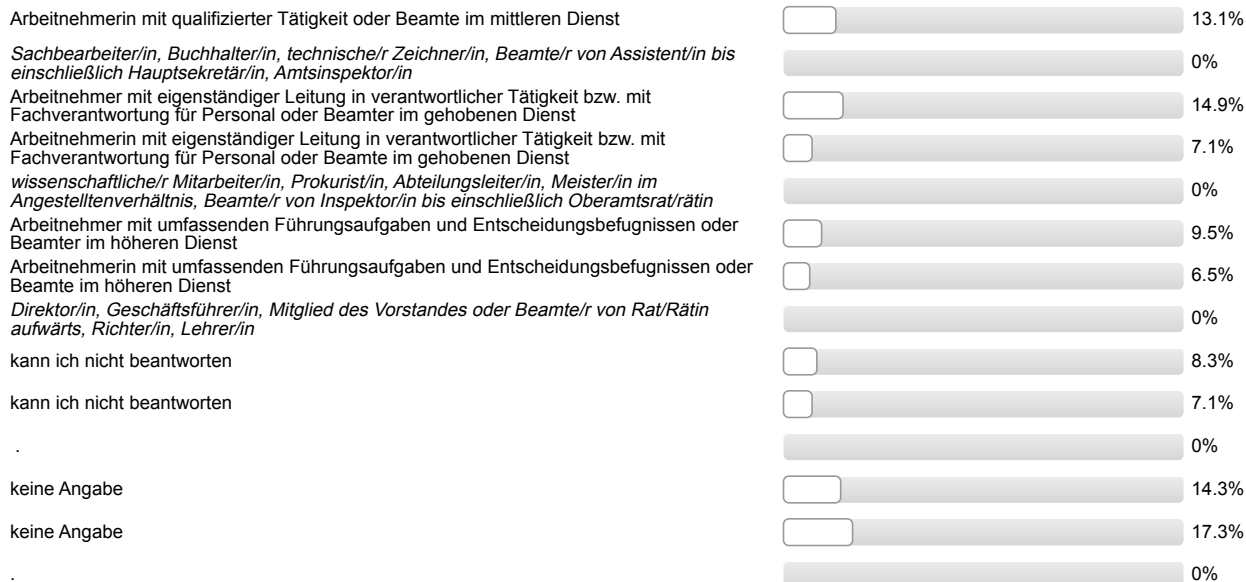 Arbeitnehmerin mit qualifizierter Tätigkeit oder Beamte im mittleren Dienst 13.1%
Sachbearbeiter/in, Buchhalter/in, technische/r Zeichner/in, Beamte/r von Assistent/in bis
einschließlich Hauptsekretär/in, Amtsinspektor/in 0%
Arbeitnehmer mit eigenständiger Leitung in verantwortlicher Tätigkeit bzw. mit
Fachverantwortung für Personal oder Beamter im gehobenen Dienst 14.9%
Arbeitnehmerin mit eigenständiger Leitung in verantwortlicher Tätigkeit bzw. mit
Fachverantwortung für Personal oder Beamte im gehobenen Dienst 7.1%
wissenschaftliche/r Mitarbeiter/in, Prokurist/in, Abteilungsleiter/in, Meister/in im
Angestelltenverhältnis, Beamte/r von Inspektor/in bis einschließlich Oberamtsrat/rätin 0%
Arbeitnehmer mit umfassenden Führungsaufgaben und Entscheidungsbefugnissen oder
Beamter im höheren Dienst 9.5%
Arbeitnehmerin mit umfassenden Führungsaufgaben und Entscheidungsbefugnissen oder
Beamte im höheren Dienst 6.5%
Direktor/in, Geschäftsführer/in, Mitglied des Vorstandes oder Beamte/r von Rat/Rätin
aufwärts, Richter/in, Lehrer/in 0%
kann ich nicht beantworten 8.3%
kann ich nicht beantworten 7.1%
. 0%
keine Angabe 14.3%
keine Angabe 17.3%
. 0%